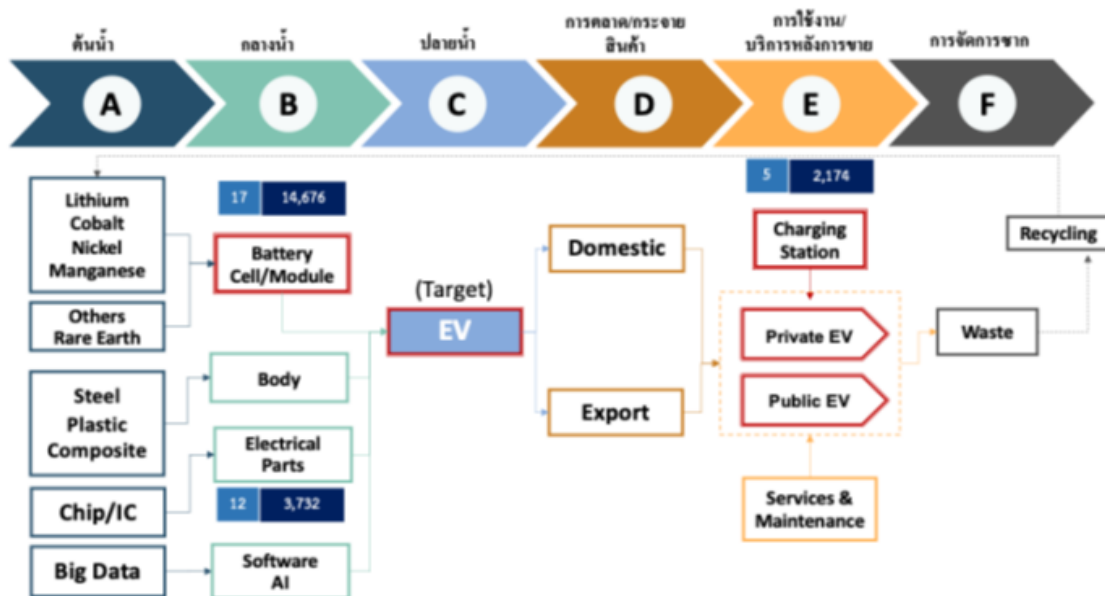 ต้นน้ำ
กลางน้ำ
ปลายน้ำ
การตลาด/กระจาย
สินค้า
การใช้งาน/
บริการหลังการขาย
การจัดการซาก
A
B
C
D
E
F
Lithium
Cobalt
Nickel
Manganese
Others
Rare Earth
Steel
Plastic
Composite
Chip/IC
Big Data
17 14,676
Battery
Cell/Module
Body
Electrical
Parts
12 3,732
Software
AI
(Target)
EV
Domestic
Export
5 2,174
Charging
Station
Private EV
Public EV
Services &
Maintenance
Waste
Recycling